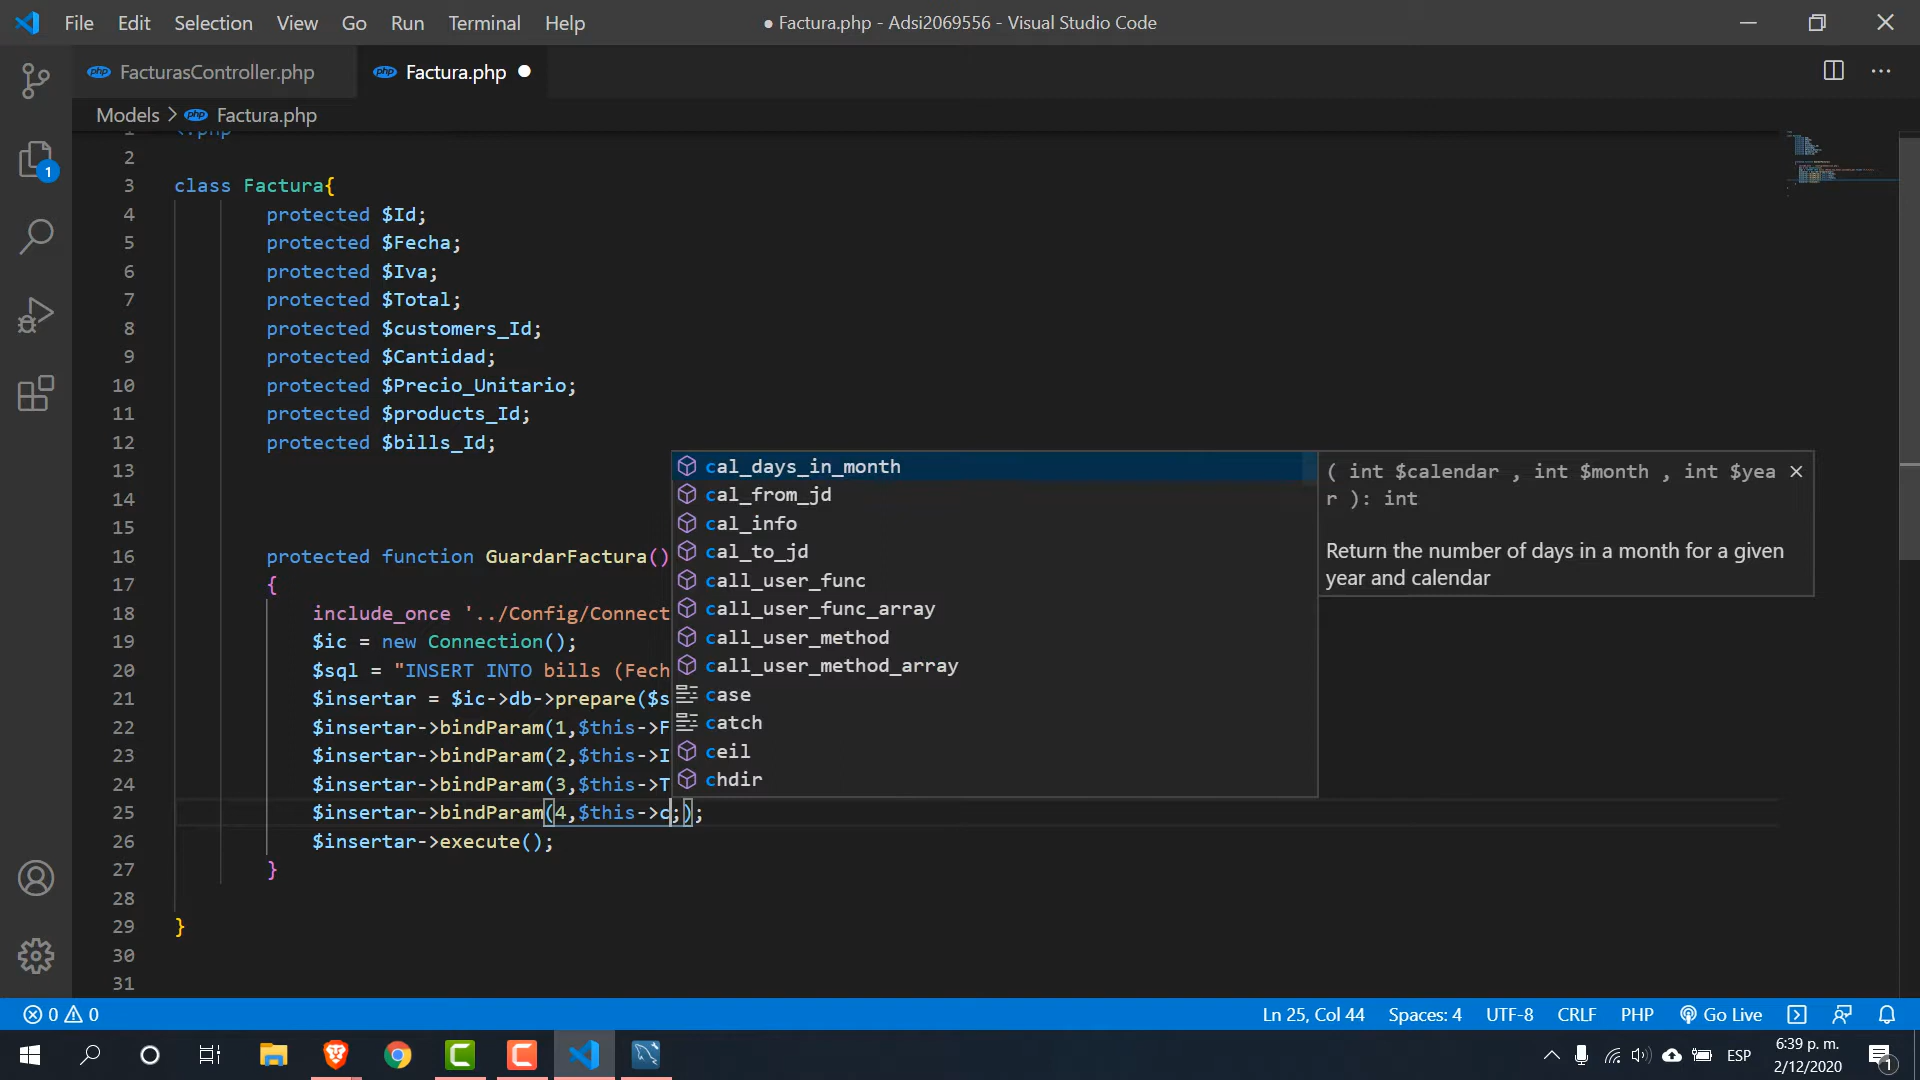 File Edit Selection View Go Run Terminal Help
● Factura.php - Adsi2069556 - Visual Studio Code
php FacturasController.php
php Factura.php
Models > php Factura.php
2
3 class Factura{
4 protected $Id;
5 protected $Fecha;
6 protected $Iva;
7 protected $Total;
8 protected $customers_Id;
9 protected $Cantidad;
10 protected $Precio_Unitario;
11 protected $products_Id;
12 protected $bills_Id;
13
14
15
16 protected function GuardarFactura()
17 {
18 include_once '../Config/Connect
19 $ic = new Connection();
20 $sql = "INSERT INTO bills (Fech
21 $insertar = $ic->db->prepare($s
22 $insertar->bindParam(1,$this->F
23 $insertar->bindParam(2,$this->I
24 $insertar->bindParam(3,$this->T
25 $insertar->bindParam(4,$this->c;);
26 $insertar->execute();
27 }
28
29 }
30
31
cal_days_in_month
cal_from_jd
cal_info
cal_to_jd
call_user_func
call_user_func_array
call_user_method
call_user_method_array
case
catch
ceil
chdir
( int $calendar , int $month , int $yea
r ): int
Return the number of days in a month for a given
year and calendar
1
0 0
Ln 25, Col 44 Spaces: 4 UTF-8 CRLF PHP Go Live
ESP
6:39 p. m.
2/12/2020
1